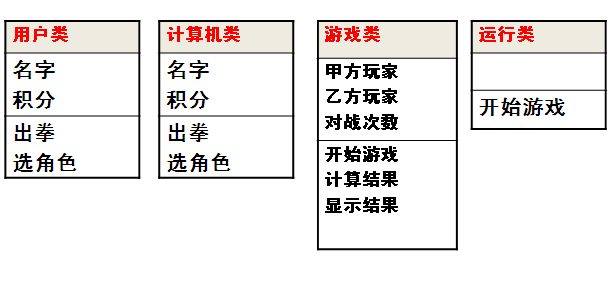 用户类
名字
积分
出拳
选角色
计算机类
名字
积分
出拳
选角色
游戏类
甲方玩家
乙方玩家
对战次数
开始游戏
计算结果
显示结果
运行类
开始游戏